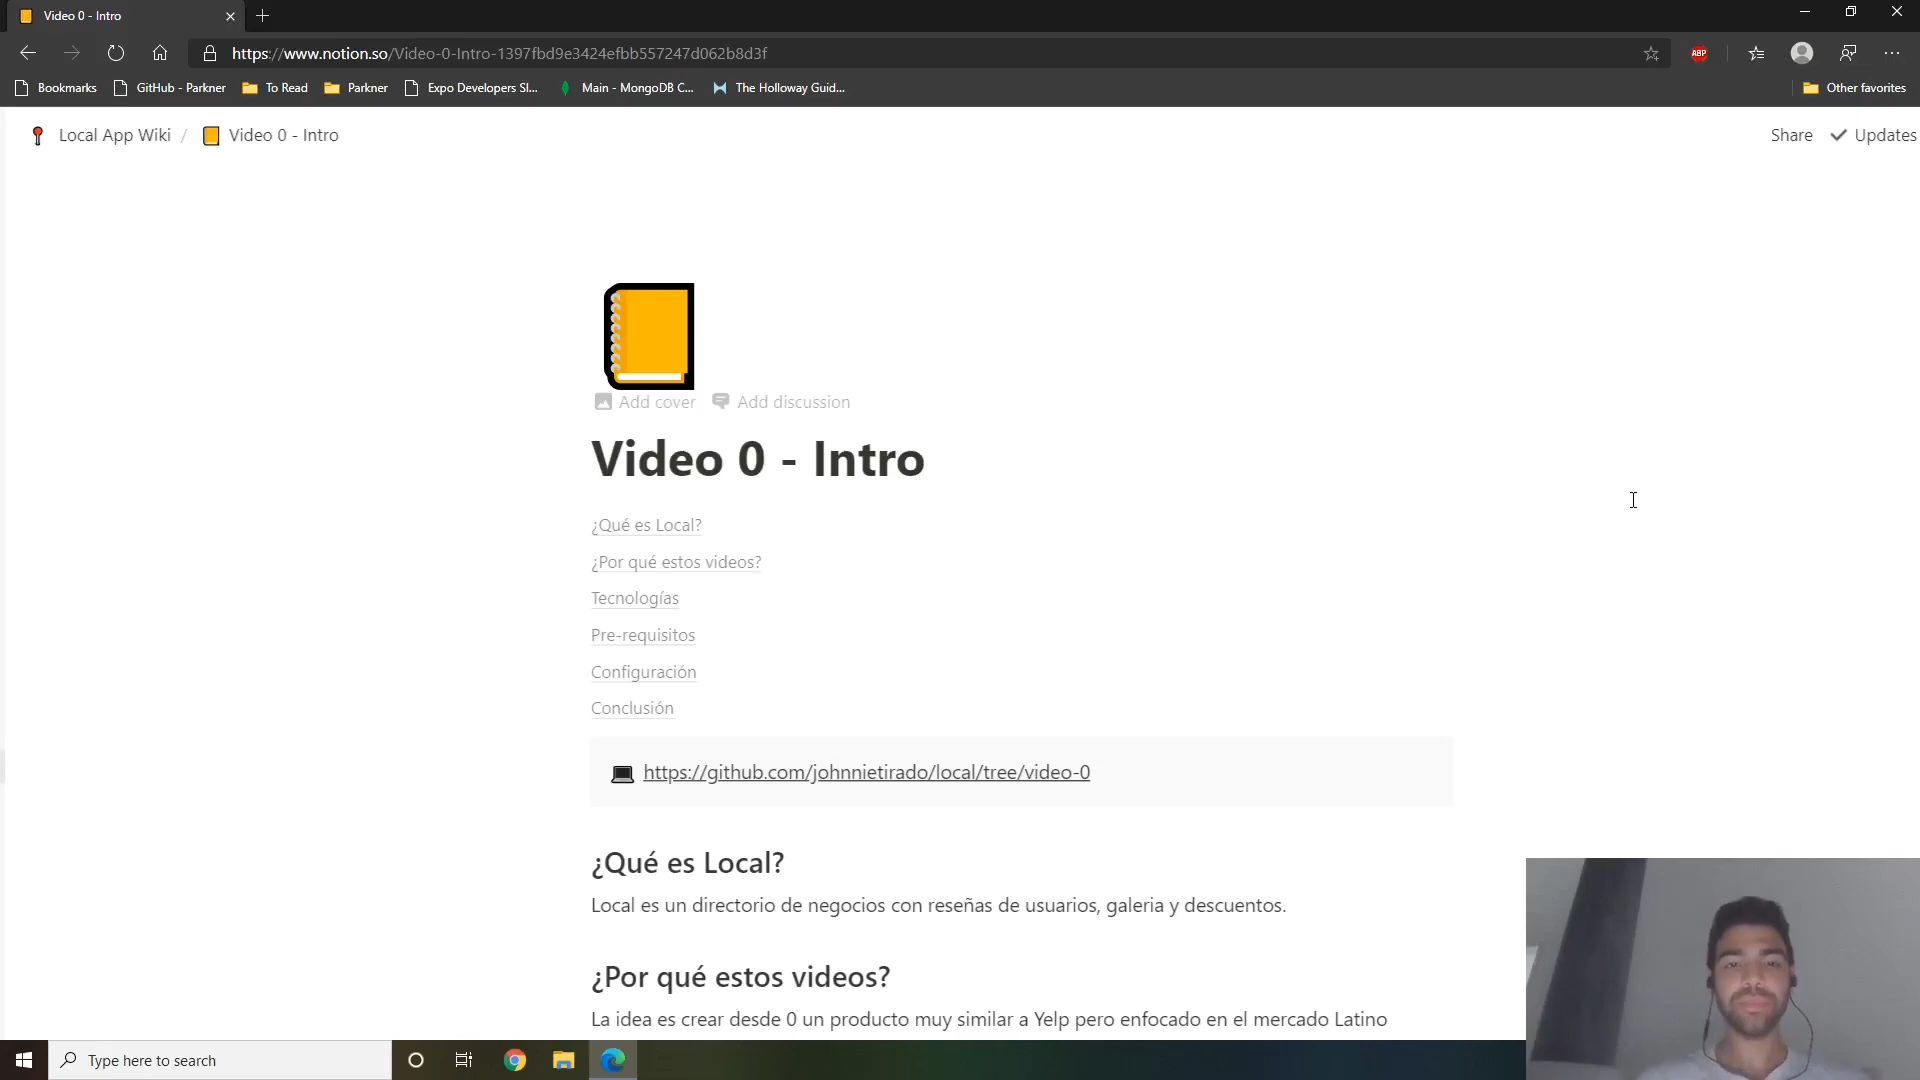 Video 0 - Intro
https://www.notion.so/Video-0-Intro-1397fbd9e3424efbb557247d062b8d3f
ABP
Bookmarks
GitHub - Parkner
To Read
Parkner
Expo Developers Sl...
Main - MongoDB C...
The Holloway Guid...
Other favorites
Local App Wiki / Video 0 - Intro
Share
Updates
Add cover
Add discussion
Video 0 - Intro
¿Qué es Local?
¿Por qué estos videos?
Tecnologías
Pre-requisitos
Configuración
Conclusión
https://github.com/johnnietirado/local/tree/video-0
¿Qué es Local?
Local es un directorio de negocios con reseñas de usuarios, galeria y descuentos.
¿Por qué estos videos?
La idea es crear desde 0 un producto muy similar a Yelp pero enfocado en el mercado Latino
Type here to search